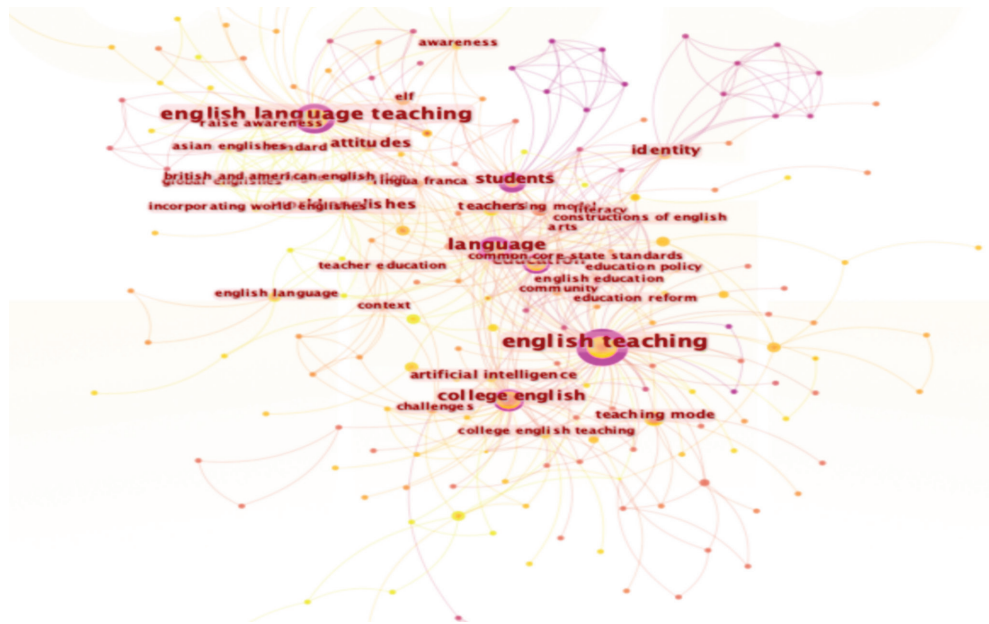 awareness
elf
english language teaching
raise awareness
asian englishes
attitudes
identity
british and american english
lingua franca
students
incorporating world englishes
teachers
literacy
constructions of english
arts
language
common core state standards
teacher education
education policy
english education
community
english language
education reform
context
english teaching
artificial intelligence
college english
challenges
teaching mode
college english teaching